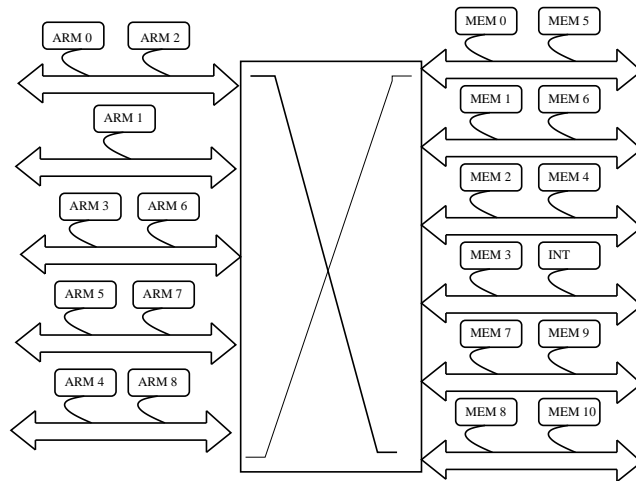 ARM 0 ARM 2
ARM 1
ARM 3 ARM 6
ARM 5 ARM 7
ARM 4 ARM 8
MEM 0 MEM 5
MEM 1 MEM 6
MEM 2 MEM 4
MEM 3 INT
MEM 7 MEM 9
MEM 8 MEM 10